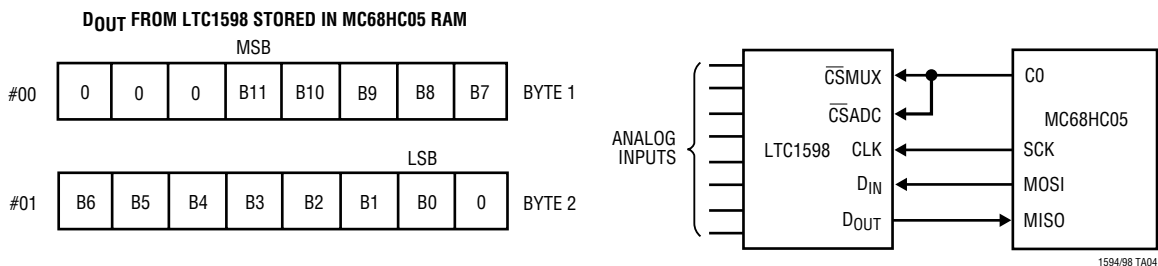 DOUT FROM LTC1598 STORED IN MC68HC05 RAM
MSB
#00 0 0 0 B11 B10 B9 B8 B7 BYTE 1
LSB
#01 B6 B5 B4 B3 B2 B1 B0 0 BYTE 2
ANALOG
INPUTS
LTC1598
C̅S̅MUX
C̅S̅ADC
CLK
DIN
DOUT
C0
MC68HC05
SCK
MOSI
MISO
1594/98 TA04